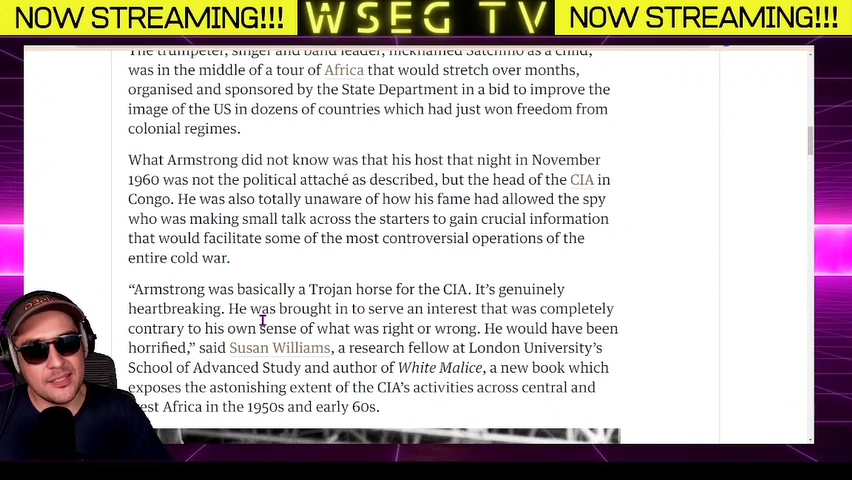 NOW STREAMING!!! WSEG TV NOW STREAMING!!!
The trumpeter, singer and band leader, nicknamed Satchmo as a child,
was in the middle of a tour of Africa that would stretch over months,
organised and sponsored by the State Department in a bid to improve the
image of the US in dozens of countries which had just won freedom from
colonial regimes.
What Armstrong did not know was that his host that night in November
1960 was not the political attaché as described, but the head of the CIA in
Congo. He was also totally unaware of how his fame had allowed the spy
who was making small talk across the starters to gain crucial information
that would facilitate some of the most controversial operations of the
entire cold war.
“Armstrong was basically a Trojan horse for the CIA. It’s genuinely
heartbreaking. He was brought in to serve an interest that was completely
contrary to his own sense of what was right or wrong. He would have been
horrified,” said Susan Williams, a research fellow at London University’s
School of Advanced Study and author of White Malice, a new book which
exposes the astonishing extent of the CIA’s activities across central and
est Africa in the 1950s and early 60s.